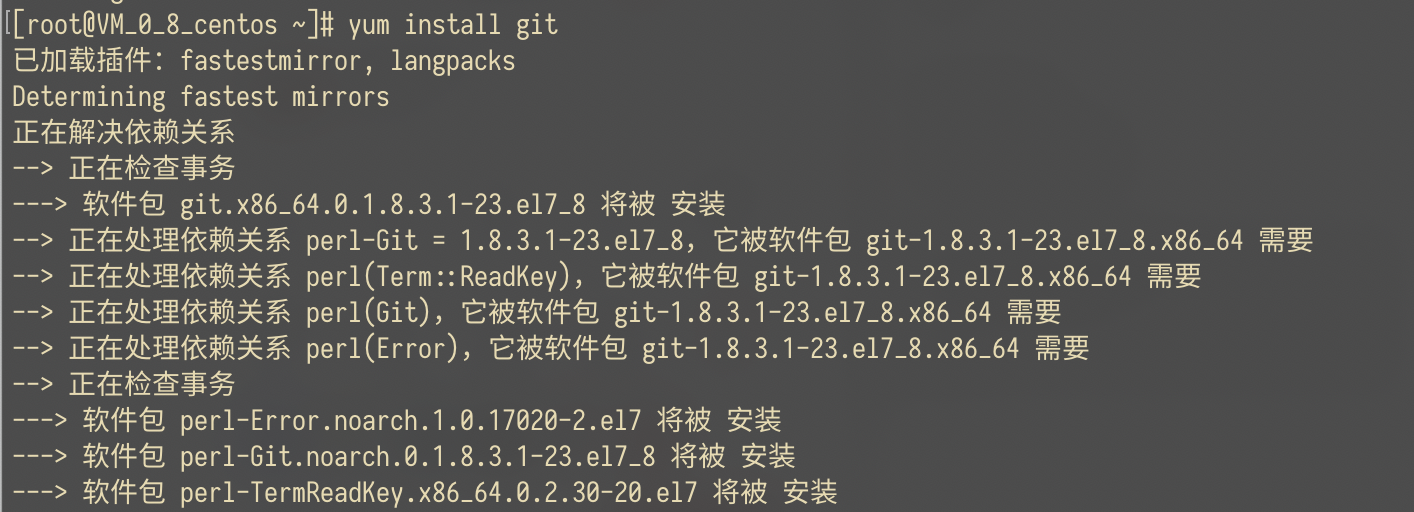 [[root@VM_0_8_centos ~]# yum install git
已加载插件：fastestmirror, langpacks
Determining fastest mirrors
正在解决依赖关系
--> 正在检查事务
---> 软件包 git.x86_64.0.1.8.3.1-23.el7_8 将被 安装
--> 正在处理依赖关系 perl-Git = 1.8.3.1-23.el7_8，它被软件包 git-1.8.3.1-23.el7_8.x86_64 需要
--> 正在处理依赖关系 perl(Term::ReadKey)，它被软件包 git-1.8.3.1-23.el7_8.x86_64 需要
--> 正在处理依赖关系 perl(Git)，它被软件包 git-1.8.3.1-23.el7_8.x86_64 需要
--> 正在处理依赖关系 perl(Error)，它被软件包 git-1.8.3.1-23.el7_8.x86_64 需要
--> 正在检查事务
---> 软件包 perl-Error.noarch.1.0.17020-2.el7 将被 安装
---> 软件包 perl-Git.noarch.0.1.8.3.1-23.el7_8 将被 安装
---> 软件包 perl-TermReadKey.x86_64.0.2.30-20.el7 将被 安装